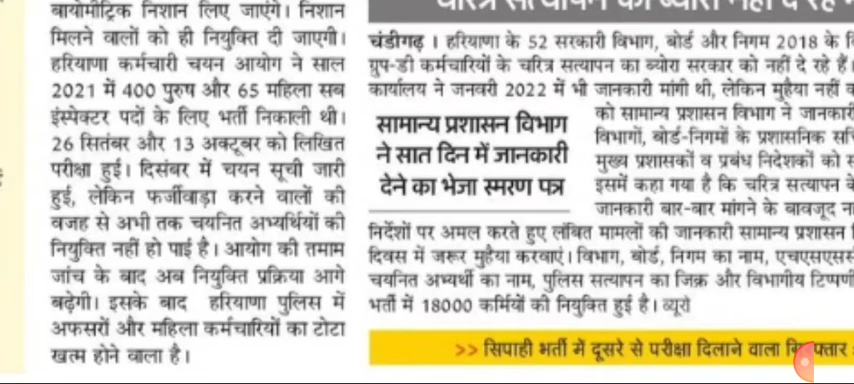 बायोमीट्रिक निशान लिए जाएंगे। निशान
मिलने वालों को ही नियुक्ति दी जाएगी।
हरियाणा कर्मचारी चयन आयोग ने साल
2021 में 400 पुरुष और 65 महिला सब
इंस्पेक्टर पदों के लिए भर्ती निकाली थी।
26 सितंबर और 13 अक्टूबर को लिखित
परीक्षा हुई। दिसंबर में चयन सूची जारी
हुई, लेकिन फर्जीवाड़ा करने वालों की
वजह से अभी तक चयनित अभ्यर्थियों की
नियुक्ति नहीं हो पाई है। आयोग की तमाम
जांच के बाद अब नियुक्ति प्रक्रिया आगे
बढ़ेगी। इसके बाद हरियाणा पुलिस में
अफसरों और महिला कर्मचारियों का टोटा
खत्म होने वाला है।
चंडीगढ़। हरियाणा के 52 सरकारी विभाग, बोर्ड और निगम 2018 के
ग्रुप-डी कर्मचारियों के चरित्र सत्यापन का ब्योरा सरकार को नहीं दे रहे हैं।
कार्यालय ने जनवरी 2022 में भी जानकारी मांगी थी, लेकिन मुहैया नहीं
सामान्य प्रशासन विभाग
ने सात दिन में जानकारी
देने का भेजा स्मरण पत्र
को सामान्य प्रशासन विभाग ने जानकारी
विभागों, बोर्ड-निगमों के प्रशासनिक
मुख्य प्रशासकों व प्रबंध निदेशकों को
इसमें कहा गया है कि चरित्र सत्यापन
जानकारी बार-बार मांगने के बावजूद
निर्देशों पर अमल करते हुए लंबित मामलों की जानकारी सामान्य प्रशासन
दिवस में जरूर मुहैया करवाएं। विभाग, बोर्ड, निगम का नाम,
चयनित अभ्यर्थी का नाम, पुलिस सत्यापन का जिक्र और विभागीय टिप्पणी
भर्ती में 18000 कर्मियों की नियुक्ति हुई है। ब्यूरो
>> सिपाही भर्ती में दूसरे से परीक्षा दिलाने वाला